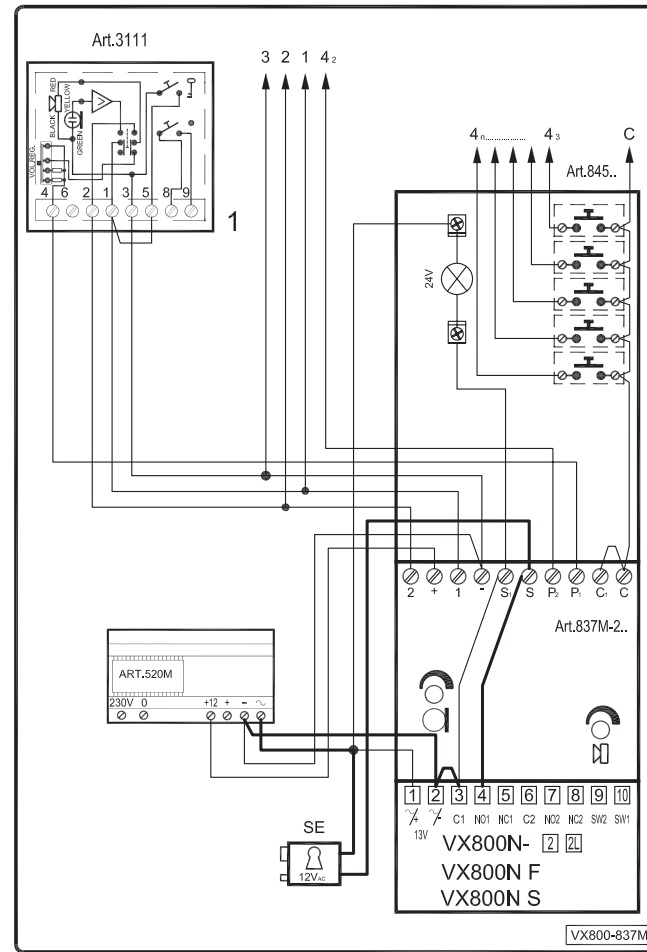 Art.3111
3 2 1 4₂
RED
BLACK
YELLOW
GREEN
VOL.REG.
4 6 2 1 3 5 8 9
1
4n................ 4₃ C
Art.845..
24V
2 + 1 - S₁ S P₂ P₁ C₁ C
Art.837M-2..
ART.520M
230V 0 +12 + – ~
1 2 3 4 5 6 7 8 9 10
~/+ ~/- C1 NO1 NC1 C2 NO2 NC2 SW2 SW1
13V
SE
12VAC
VX800N- 2 2L
VX800N F
VX800N S
VX800-837M